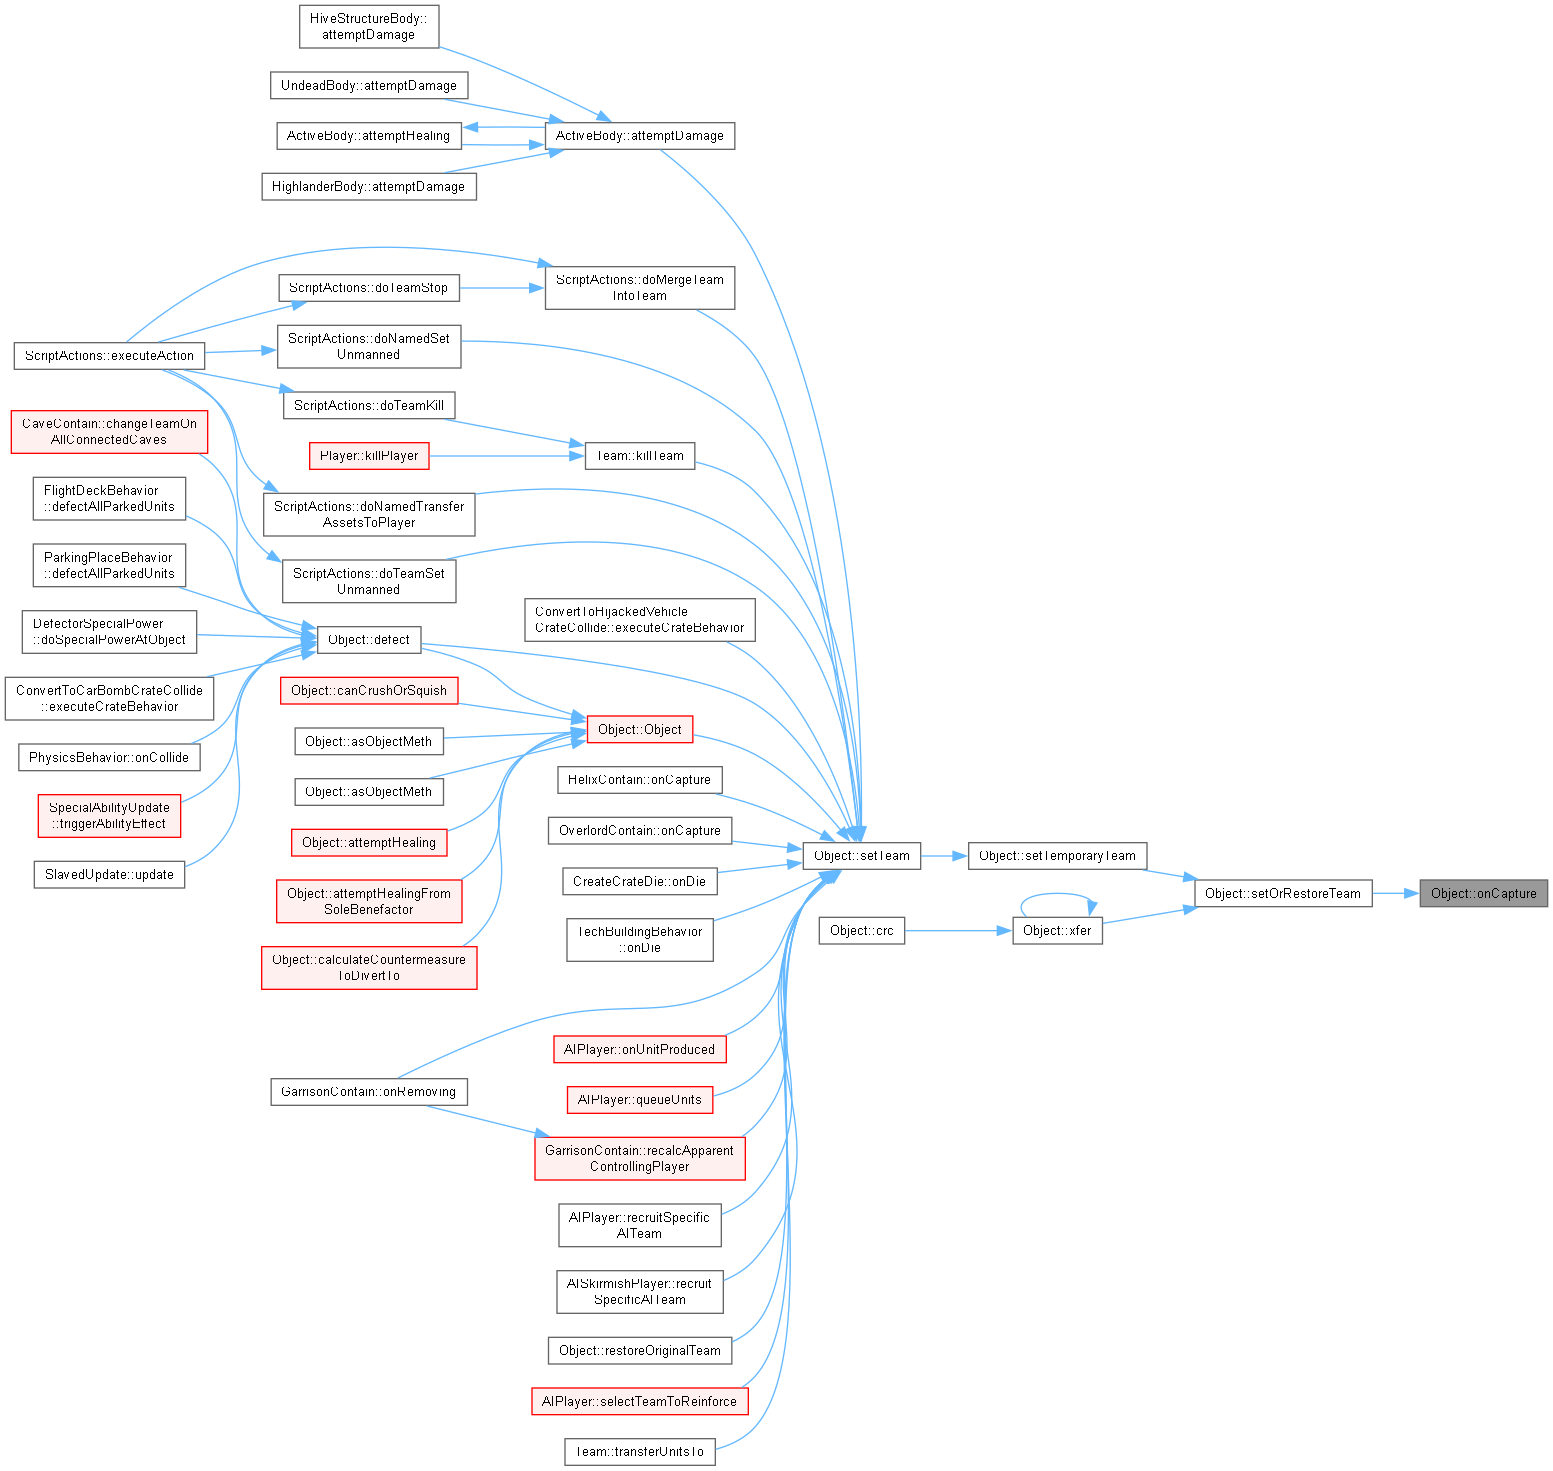 HiveStructureBody::
attemptDamage
UndeadBody::attemptDamage
ActiveBody::attemptHealing
ActiveBody::attemptDamage
HighlanderBody::attemptDamage
ScriptActions::doMergeTeam
IntoTeam
ScriptActions::doTeamStop
ScriptActions::doNamedSet
Unmanned
ScriptActions::executeAction
ScriptActions::doTeamKill
CaveContain::changeTeamOn
AllConnectedCaves
Player::killPlayer
Team::killTeam
FlightDeckBehavior
::defectAllParkedUnits
ScriptActions::doNamedTransfer
AssetsToPlayer
ParkingPlaceBehavior
::defectAllParkedUnits
ScriptActions::doTeamSet
Unmanned
ConvertToHijackedVehicle
CrateCollide::executeCrateBehavior
DefectorSpecialPower
::doSpecialPowerAtObject
Object::defect
ConvertToCarBombCrateCollide
::executeCrateBehavior
Object::canCrushOrSquish
Object::Object
Object::asObjectMeth
PhysicsBehavior::onCollide
HelixContain::onCapture
Object::asObjectMeth
SpecialAbilityUpdate
::triggerAbilityEffect
OverlordContain::onCapture
Object::attemptHealing
Object::setTeam
Object::setTemporaryTeam
SlavedUpdate::update
CreateCrateDie::onDie
Object::setOrRestoreTeam
Object::onCapture
Object::attemptHealingFrom
SoleBenefactor
TechBuildingBehavior
::onDie
Object::crc
Object::xfer
Object::calculateCountermeasure
ToDivertTo
AIPlayer::onUnitProduced
GarrisonContain::onRemoving
AIPlayer::queueUnits
GarrisonContain::recalcApparent
ControllingPlayer
AIPlayer::recruitSpecific
AITeam
AISkirmishPlayer::recruit
SpecificAITeam
Object::restoreOriginalTeam
AIPlayer::selectTeamToReinforce
Team::transferUnitsTo